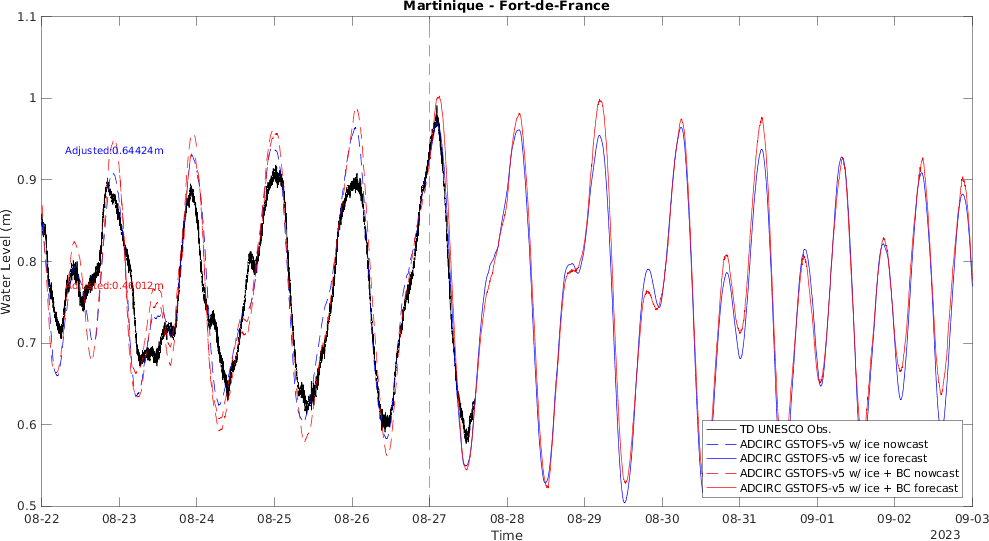 Martinique - Fort-de-France
1.1
1
0.9
0.8
0.7
0.6
0.5
Water Level (m)
Adjusted:0.64424m
Adjusted:0.46012m
TD UNESCO Obs.
ADCIRC GSTOFS-v5 w/ ice nowcast
ADCIRC GSTOFS-v5 w/ ice forecast
ADCIRC GSTOFS-v5 w/ ice + BC nowcast
ADCIRC GSTOFS-v5 w/ ice + BC forecast
08-22 08-23 08-24 08-25 08-26 08-27 08-28 08-29 08-30 08-31 09-01 09-02 09-03
Time
2023